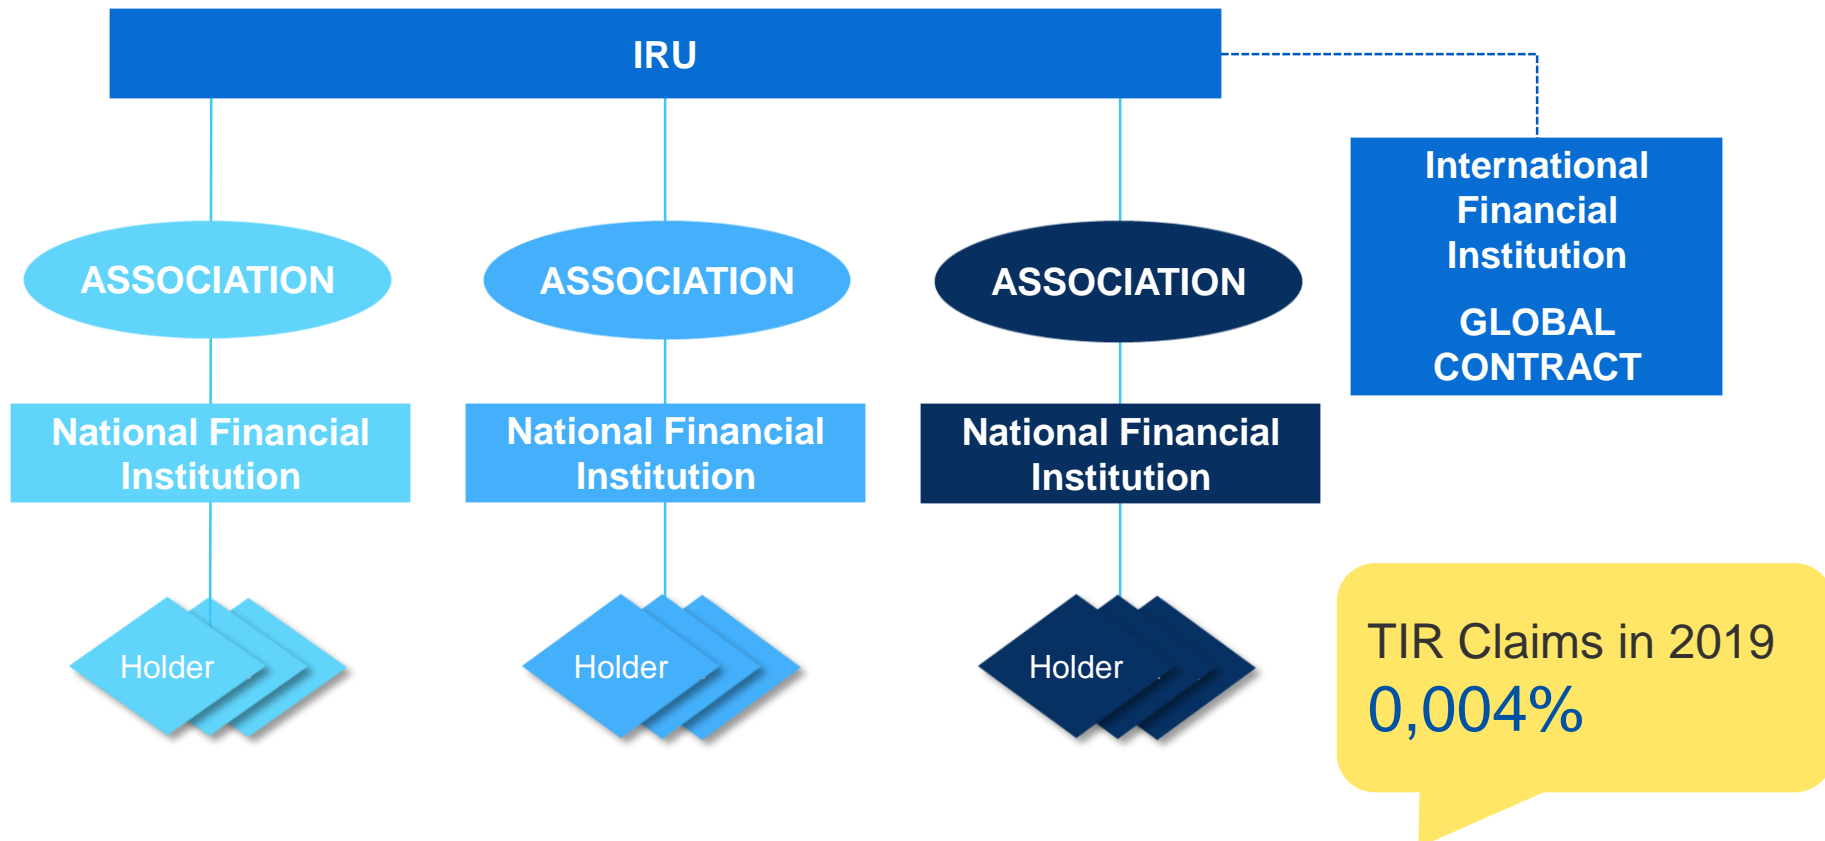 IRU
International
Financial
Institution
GLOBAL
CONTRACT
ASSOCIATION
ASSOCIATION
ASSOCIATION
National Financial
Institution
National Financial
Institution
National Financial
Institution
Holder
Holder
Holder
TIR Claims in 2019
0,004%